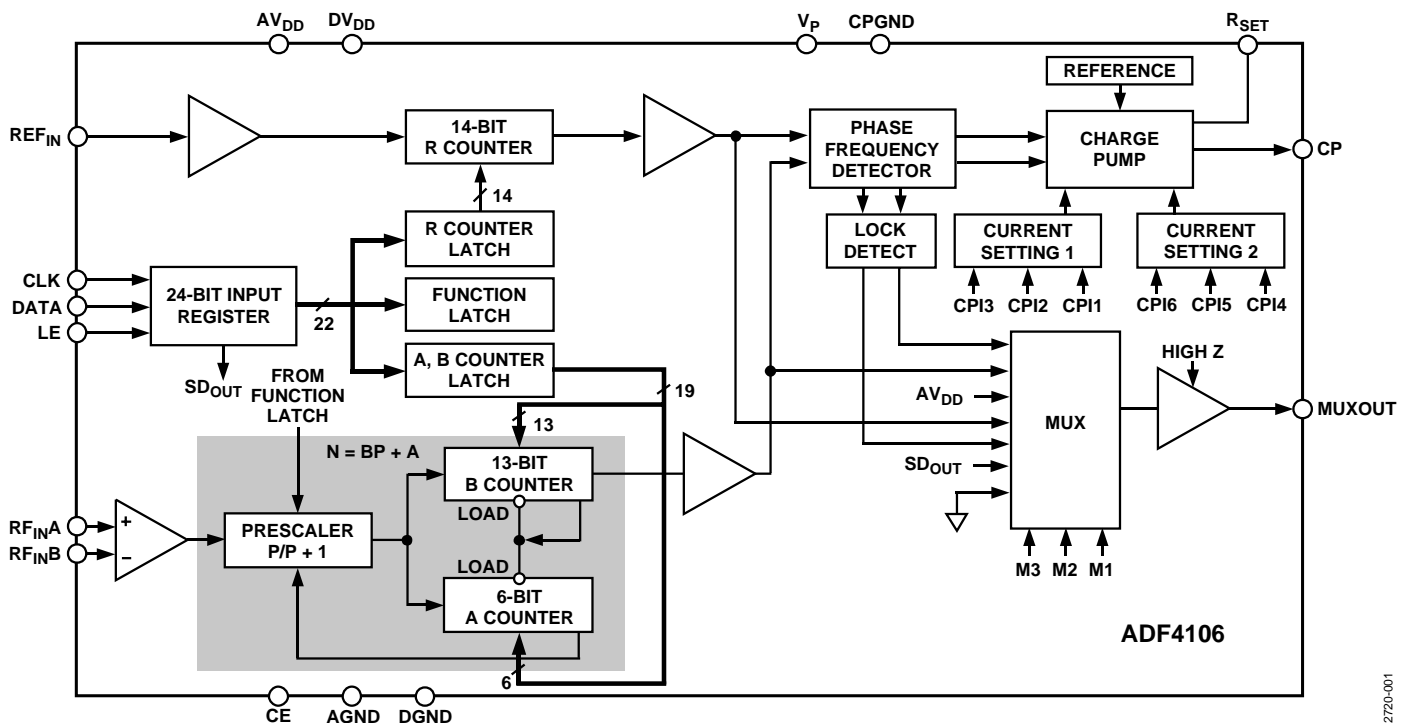 AVDD
DVDD
VP
CPGND
RSET
REFERENCE
REFIN
14-BIT
R COUNTER
PHASE
FREQUENCY
DETECTOR
CHARGE
PUMP
CP
14
R COUNTER
LATCH
LOCK
DETECT
CURRENT
SETTING 1
CURRENT
SETTING 2
CPI3
CPI2
CPI1
CPI6
CPI5
CPI4
CLK
DATA
LE
24-BIT INPUT
REGISTER
22
FUNCTION
LATCH
A, B COUNTER
LATCH
SDOUT
FROM
FUNCTION
LATCH
19
13
HIGH Z
AVDD
MUX
MUXOUT
SDOUT
N = BP + A
13-BIT
B COUNTER
LOAD
RFINA
RFINB
+
−
PRESCALER
P/P + 1
LOAD
6-BIT
A COUNTER
M3
M2
M1
6
ADF4106
CE
AGND
DGND
2720-001